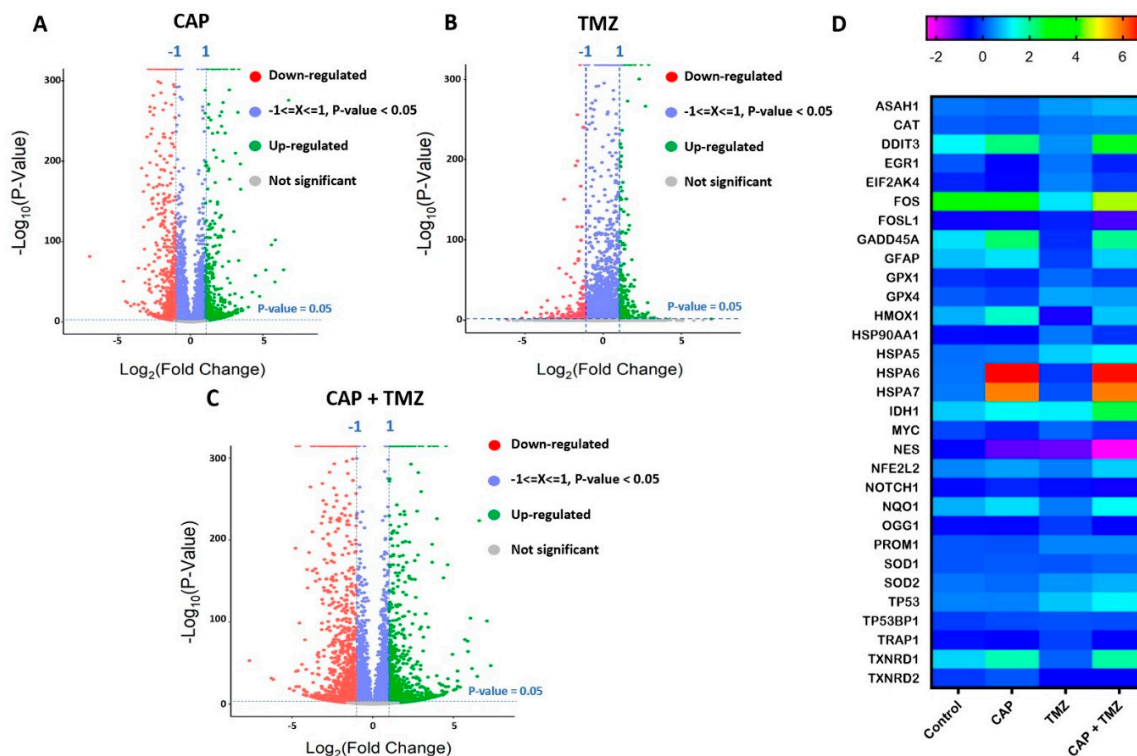 A
CAP
-1 1
300
200
100
0
-5 0 5
-Log10(P-Value)
Log2(Fold Change)
Down-regulated
-1<=X<=1, P-value < 0.05
Up-regulated
Not significant
P-value = 0.05
B
TMZ
-1 1
300
200
100
0
-5 0 5
-Log10(P-Value)
Log2(Fold Change)
Down-regulated
-1<=X<=1, P-value < 0.05
Up-regulated
Not significant
P-value = 0.05
C
CAP + TMZ
-1 1
300
200
100
0
-5 0 5
-Log10(P-Value)
Log2(Fold Change)
Down-regulated
-1<=X<=1, P-value < 0.05
Up-regulated
Not significant
P-value = 0.05
D
-2 0 2 4 6
ASAH1
CAT
DDIT3
EGR1
EIF2AK4
FOS
FOSL1
GADD45A
GFAP
GPX1
GPX4
HMOX1
HSP90AA1
HSPA5
HSPA6
HSPA7
IDH1
MYC
NES
NFE2L2
NOTCH1
NQO1
OGG1
PROM1
SOD1
SOD2
TP53
TP53BP1
TRAP1
TXNRD1
TXNRD2
Control
CAP
TMZ
CAP + TMZ